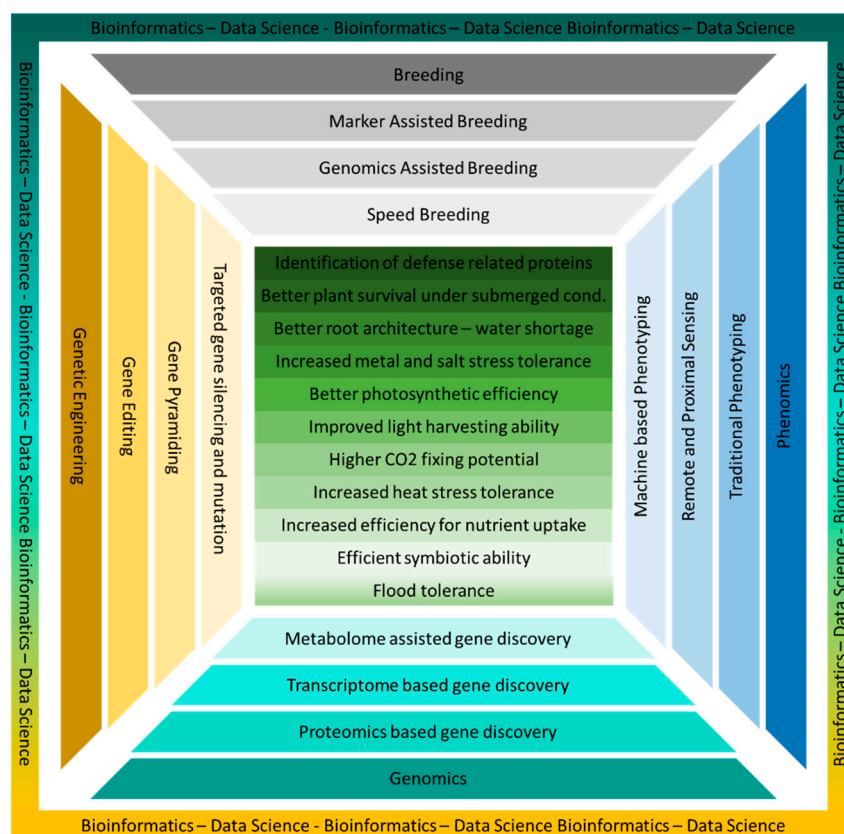 Bioinformatics – Data Science - Bioinformatics – Data Science Bioinformatics – Data Science
Breeding
Marker Assisted Breeding
Genomics Assisted Breeding
Speed Breeding
Bioinformatics – Data Science - Bioinformatics – Data Science Bioinformatics – Data Science
Genetic Engineering
Gene Editing
Gene Pyramiding
Targeted gene silencing and mutation
Identification of defense related proteins
Better plant survival under submerged cond.
Better root architecture – water shortage
Increased metal and salt stress tolerance
Better photosynthetic efficiency
Improved light harvesting ability
Higher CO2 fixing potential
Increased heat stress tolerance
Increased efficiency for nutrient uptake
Efficient symbiotic ability
Flood tolerance
Machine based Phenotyping
Remote and Proximal Sensing
Traditional Phenotyping
Phenomics
Bioinformatics – Data Science - Bioinformatics – Data Science Bioinformatics – Data Science
Metabolome assisted gene discovery
Transcriptome based gene discovery
Proteomics based gene discovery
Genomics
Bioinformatics – Data Science - Bioinformatics – Data Science Bioinformatics – Data Science